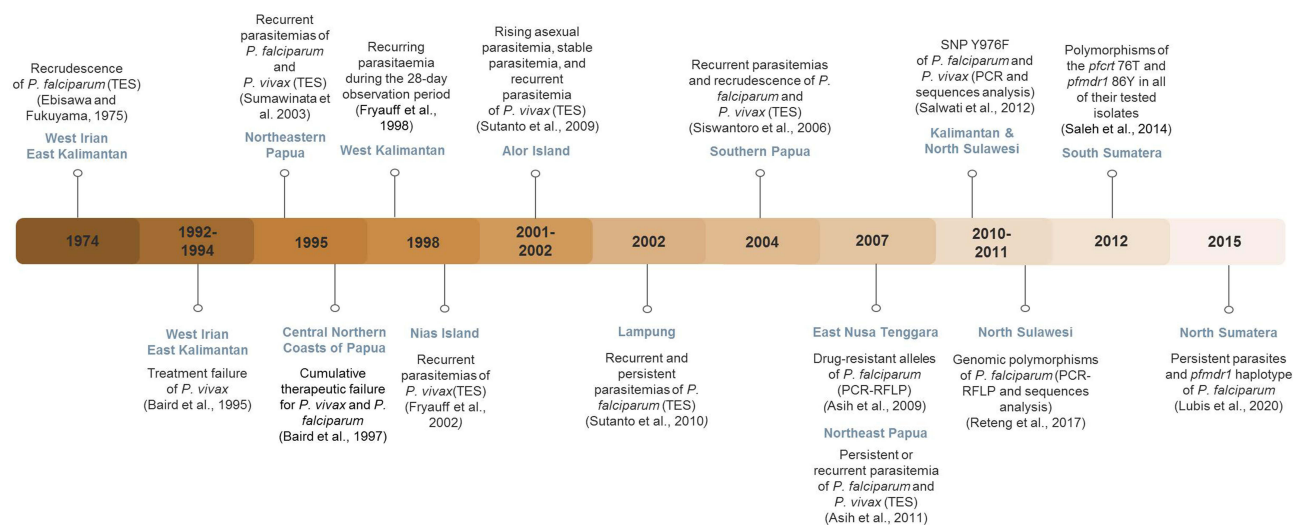 Recrudescence
of P. falciparum (TES)
(Ebisawa and
Fukuyama, 1975)
West Irian
East Kalimantan
Recurrent
parasitemias of
P. falciparum
and
P. vivax (TES)
(Sumawinata et
al. 2003)
Northeastern
Papua
Recurring
parasitaemia
during the 28-day
observation period
(Fryauff et al.,
1998)
West Kalimantan
Rising asexual
parasitemia, stable
parasitemia, and
recurrent
parasitemia
of P. vivax (TES)
(Sutanto et al., 2009)
Alor Island
Recurrent parasitemias
and recrudescence of P.
falciparum and
P. vivax (TES)
(Siswantoro et al., 2006)
Southern Papua
SNP Y976F
of P. falciparum and
P. vivax (PCR and
sequences analysis)
(Salwati et al., 2012)
Kalimantan &
North Sulawesi
Polymorphisms of
the pfcrt 76T and
pfmdr1 86Y in all
of their tested
isolates
(Saleh et al., 2014)
South Sumatera
1974
1992-
1994
1995
1998
2001-
2002
2002
2004
2007
2010-
2011
2012
2015
West Irian
East Kalimantan
Treatment failure
of P. vivax
(Baird et al., 1995)
Central Northern
Coasts of Papua
Cumulative
therapeutic failure
for P. vivax and P.
falciparum
(Baird et al., 1997)
Nias Island
Recurrent
parasitemias of
P. vivax(TES)
(Fryauff et al.,
2002)
Lampung
Recurrent and
persistent
parasitemias of P.
falciparum (TES)
(Sutanto et al., 2010)
East Nusa Tenggara
Drug-resistant alleles
of P. falciparum
(PCR-RFLP)
(Asih et al., 2009)
Northeast Papua
Persistent or
recurrent parasitemia
of P. falciparum and
P. vivax (TES)
(Asih et al., 2011)
North Sulawesi
Genomic polymorphisms
of P. falciparum (PCR-
RFLP and sequences
analysis)
(Reteng et al., 2017)
North Sumatera
Persistent parasites
and pfmdr1 haplotype
of P. falciparum
(Lubis et al., 2020)